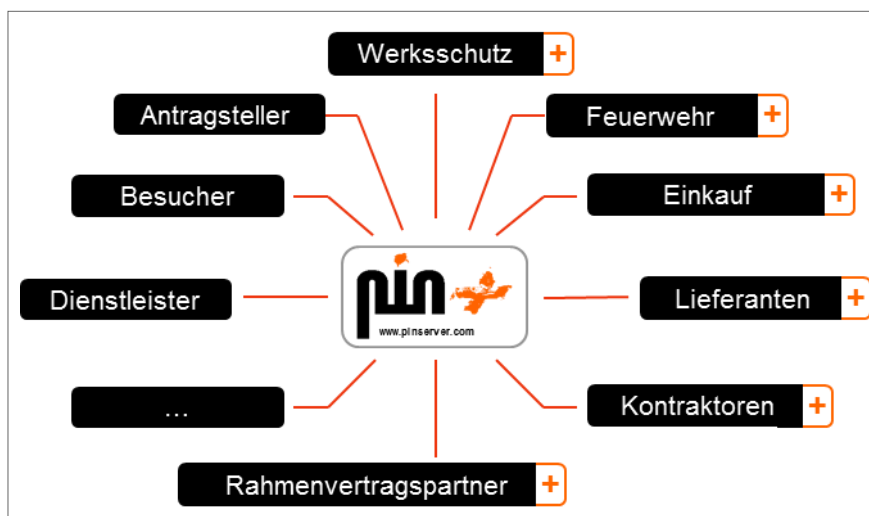 Werksschutz +
Antragsteller
Feuerwehr +
Besucher
Einkauf +
pin+
www.pinserver.com
Dienstleister
Lieferanten +
...
Kontraktoren +
Rahmenvertragspartner +